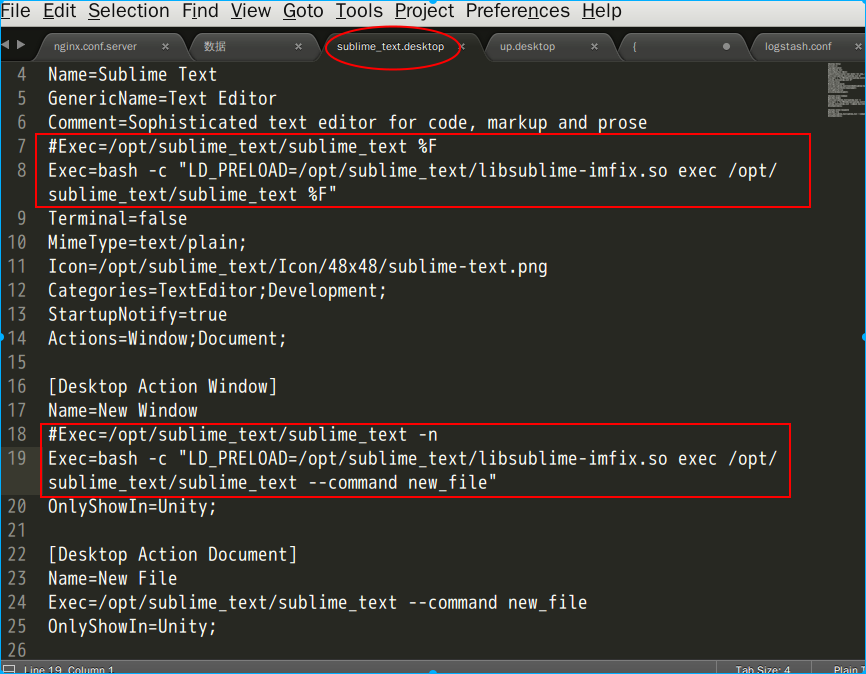 File Edit Selection Find View Goto Tools Project Preferences Help
nginx.conf.server × 数据 × sublime_text.desktop × up.desktop × { logstash.conf ×
4 Name=Sublime Text
5 GenericName=Text Editor
6 Comment=Sophisticated text editor for code, markup and prose
7 #Exec=/opt/sublime_text/sublime_text %F
8 Exec=bash -c "LD_PRELOAD=/opt/sublime_text/libsublime-imfix.so exec /opt/
sublime_text/sublime_text %F"
9 Terminal=false
10 MimeType=text/plain;
11 Icon=/opt/sublime_text/Icon/48x48/sublime-text.png
12 Categories=TextEditor;Development;
13 StartupNotify=true
14 Actions=Window;Document;
15
16 [Desktop Action Window]
17 Name=New Window
18 #Exec=/opt/sublime_text/sublime_text -n
19 Exec=bash -c "LD_PRELOAD=/opt/sublime_text/libsublime-imfix.so exec /opt/
sublime_text/sublime_text --command new_file"
20 OnlyShowIn=Unity;
21
22 [Desktop Action Document]
23 Name=New File
24 Exec=/opt/sublime_text/sublime_text --command new_file
25 OnlyShowIn=Unity;
26
Line 19, Column 1 Tab Size: 4 Plain T